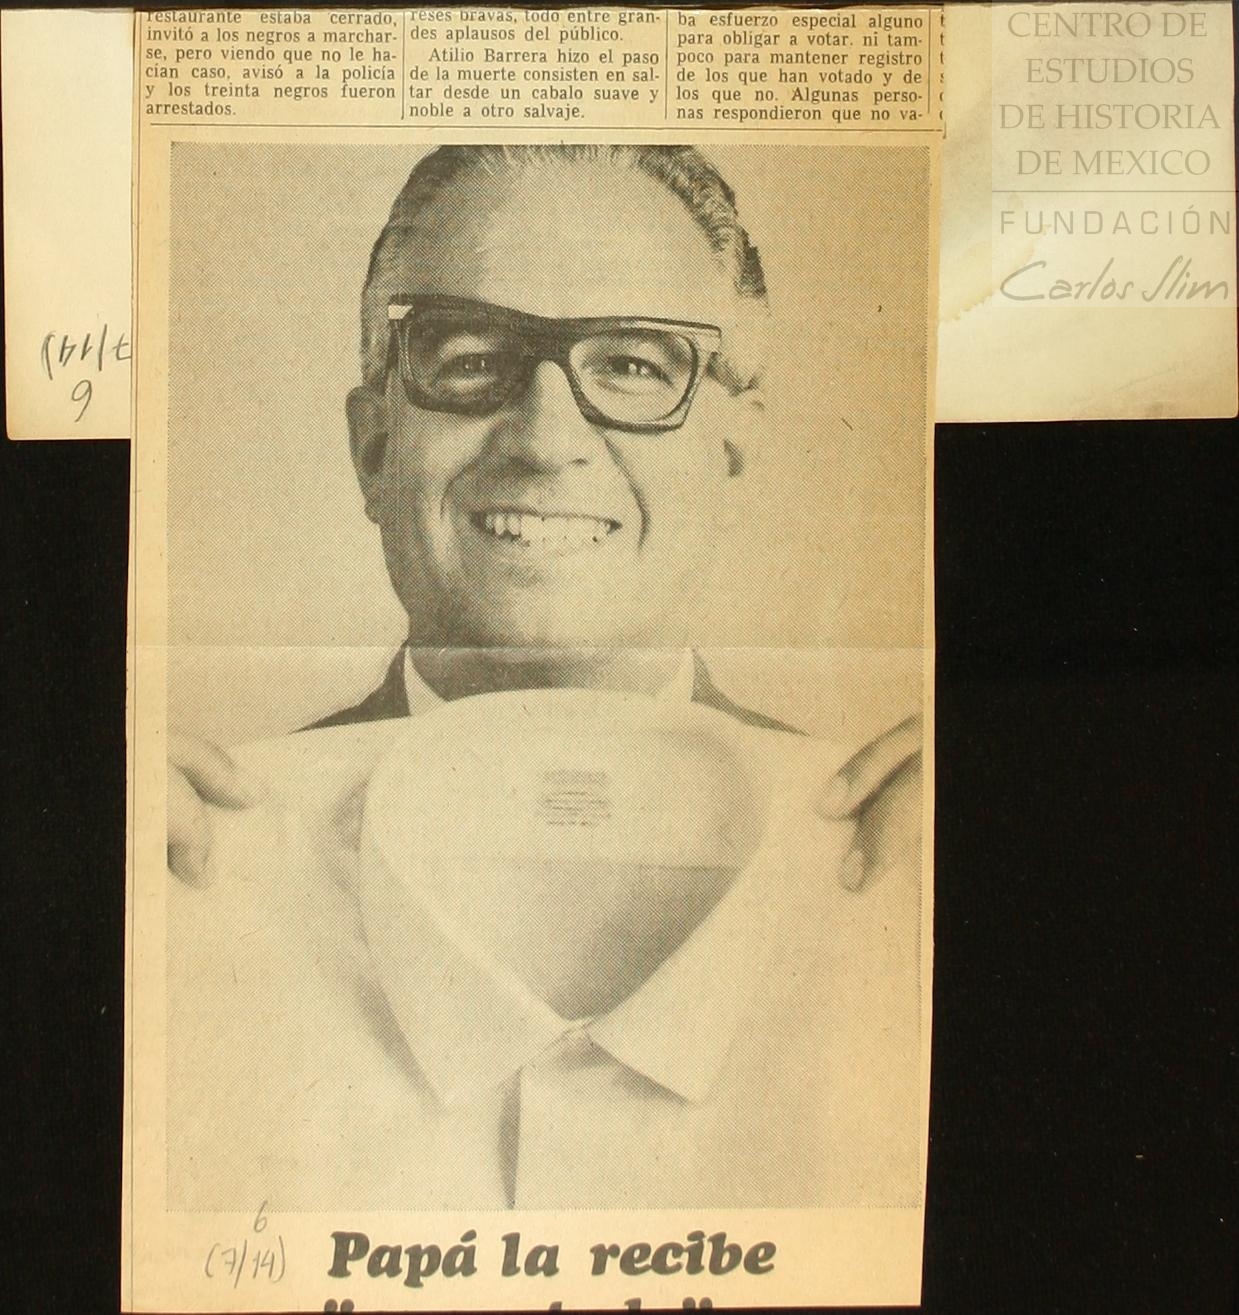 restaurante estaba cerrado,
invitó a los negros a marchar-
se, pero viendo que no le ha-
cían caso, avisó a la policía
y los treinta negros fueron
arrestados.
reses bravas, todo entre gran-
des aplausos del público.
Atilio Barrera hizo el paso
de la muerte consisten en sal-
tar desde un cabalo suave y
noble a otro salvaje.
ba esfuerzo especial alguno
para obligar a votar. ni tam-
poco para mantener registro
de los que han votado y de
los que no. Algunas perso-
nas respondieron que no va-
CENTRO DE
ESTUDIOS
DE HISTORIA
DE MEXICO
FUNDACIÓN
Carlos Slim
7/14)
6
6
(7/14)
Papá la recibe